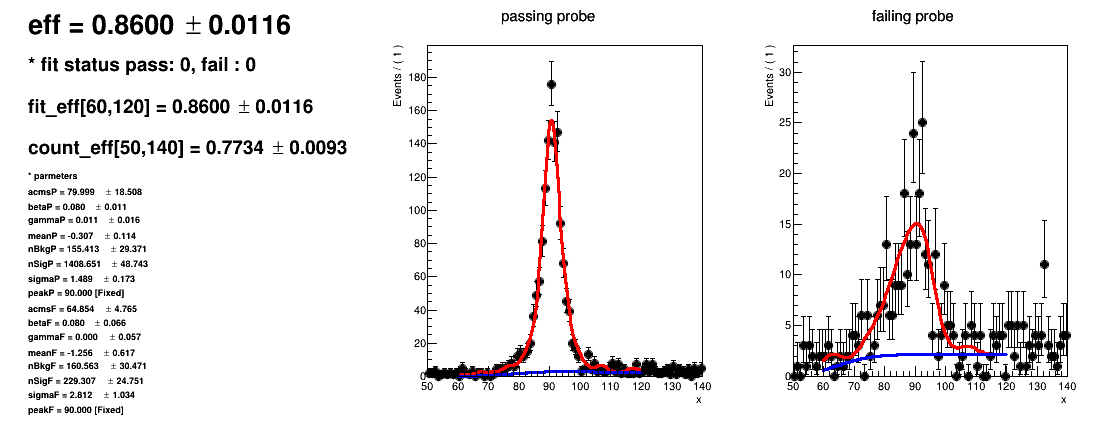 eff = 0.8600 ± 0.0116
* fit status pass: 0, fail : 0
fit_eff[60,120] = 0.8600 ± 0.0116
count_eff[50,140] = 0.7734 ± 0.0093
* parmeters
acmsP = 79.999 ± 18.508
betaP = 0.080 ± 0.008
gammaP = 0.011 ± 0.016
meanP = -0.307 ± 0.114
nBkgP = 155.413 ± 29.371
nSigP = 1408.651 ± 48.743
sigmaP = 1.489 ± 0.173
peakP = 90.000 [Fixed]
acmsF = 64.854 ± 4.765
betaF = 0.080 ± 0.066
gammaF = 0.000 ± 0.057
meanF = -1.256 ± 0.617
nBkgF = 160.563 ± 30.471
nSigF = 229.307 ± 24.751
sigmaF = 2.812 ± 1.034
peakF = 90.000 [Fixed]
passing probe
Events / ( 1 )
180
160
140
120
100
80
60
40
20
0
50 60 70 80 90 100 110 120 130 140
x
failing probe
Events / ( 1 )
30
25
20
15
10
5
0
50 60 70 80 90 100 110 120 130 140
x